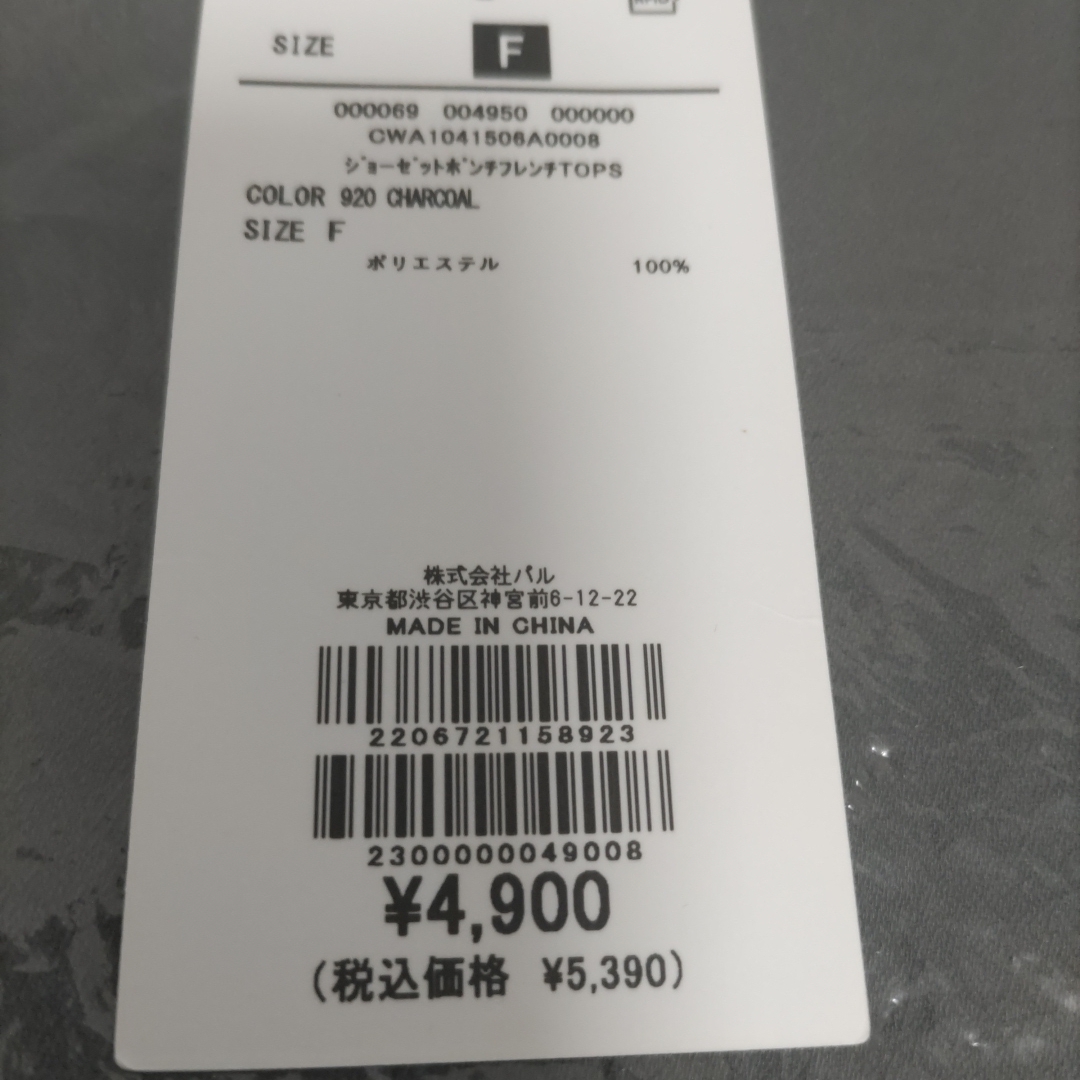 SIZE F
000069 004950 000000
CWA1041506A0008
ｼﾞｮｰｾﾞｯﾄﾎﾟﾝﾁﾌﾚﾝﾁTOPS
COLOR 920 CHARCOAL
SIZE F
ポリエステル 100%
株式会社パル
東京都渋谷区神宮前6-12-22
MADE IN CHINA
2206721158923
2300000049008
¥4,900
(税込価格 ¥5,390)